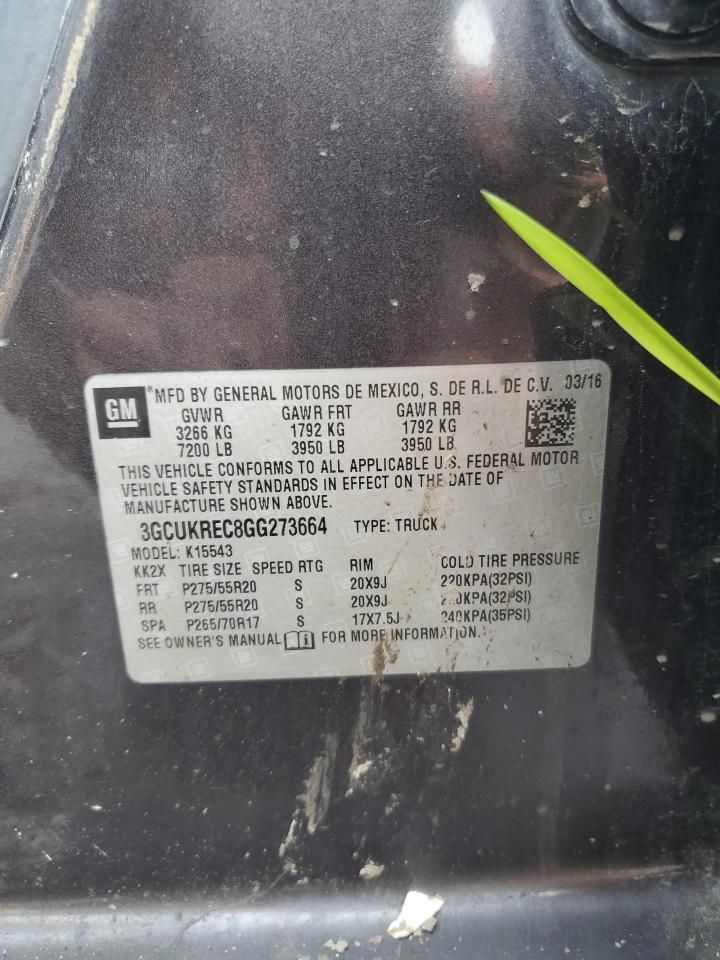 GM ®MFD BY GENERAL MOTORS DE MEXICO, S. DE R.L. DE C.V. 03/16
GVWR GAWR FRT GAWR RR
3266 KG 1792 KG 1792 KG
7200 LB 3950 LB 3950 LB
THIS VEHICLE CONFORMS TO ALL APPLICABLE U.S. FEDERAL MOTOR
VEHICLE SAFETY STANDARDS IN EFFECT ON THE DATE OF
MANUFACTURE SHOWN ABOVE.
3GCUKREC8GG273664 TYPE: TRUCK
MODEL: K15543
KK2X TIRE SIZE SPEED RTG RIM COLD TIRE PRESSURE
FRT P275/55R20 S 20X9J 220KPA(32PSI)
RR P275/55R20 S 20X9J 220KPA(32PSI)
SPA P265/70R17 S 17X7.5J 240KPA(35PSI)
SEE OWNER'S MANUAL FOR MORE INFORMATION.